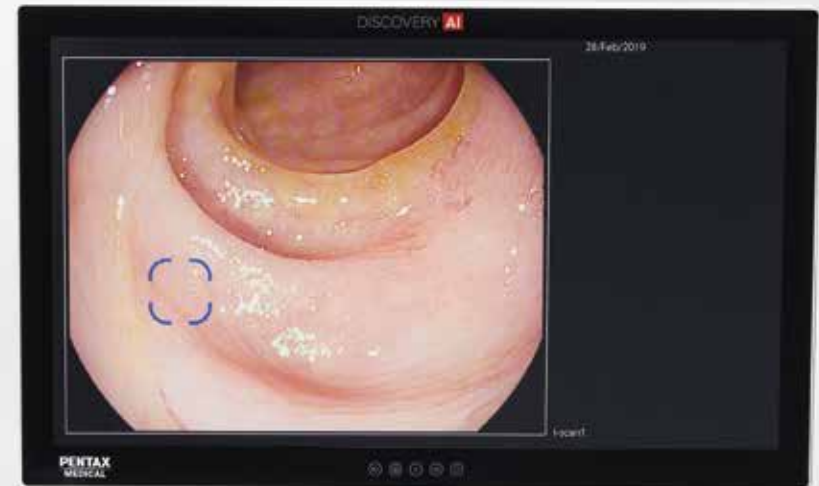 DISCOVERY AI
28/Feb/2019
i-scan1
PENTAX
MEDICAL